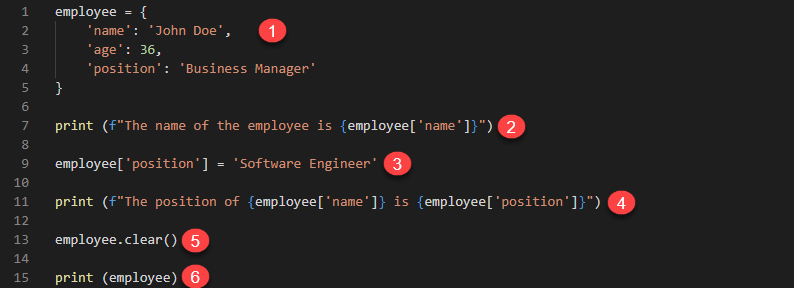 1 employee = {
2     'name': 'John Doe', 1
3     'age': 36,
4     'position': 'Business Manager'
5 }
6
7 print (f"The name of the employee is {employee['name']}") 2
8
9 employee['position'] = 'Software Engineer' 3
10
11 print (f"The position of {employee['name']} is {employee['position']}") 4
12
13 employee.clear() 5
14
15 print (employee) 6